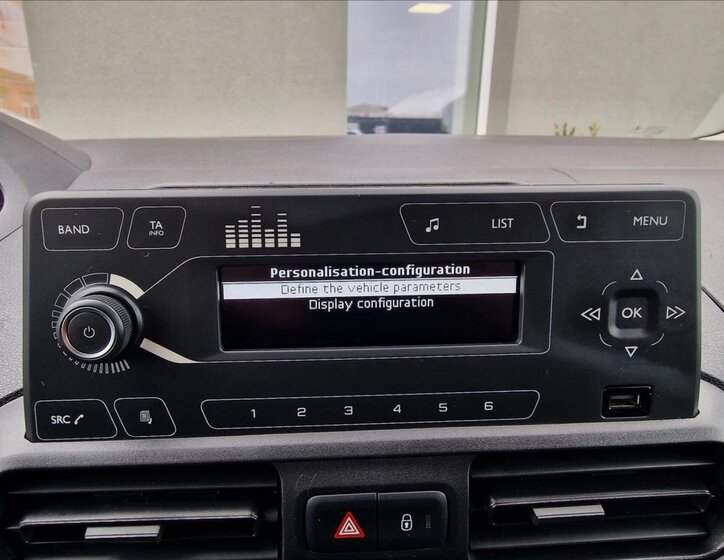 BAND
TA
INFO
LIST
MENU
Personalisation-configuration
Define the vehicle parameters
Display configuration
OK
SRC
1 2 3 4 5 6